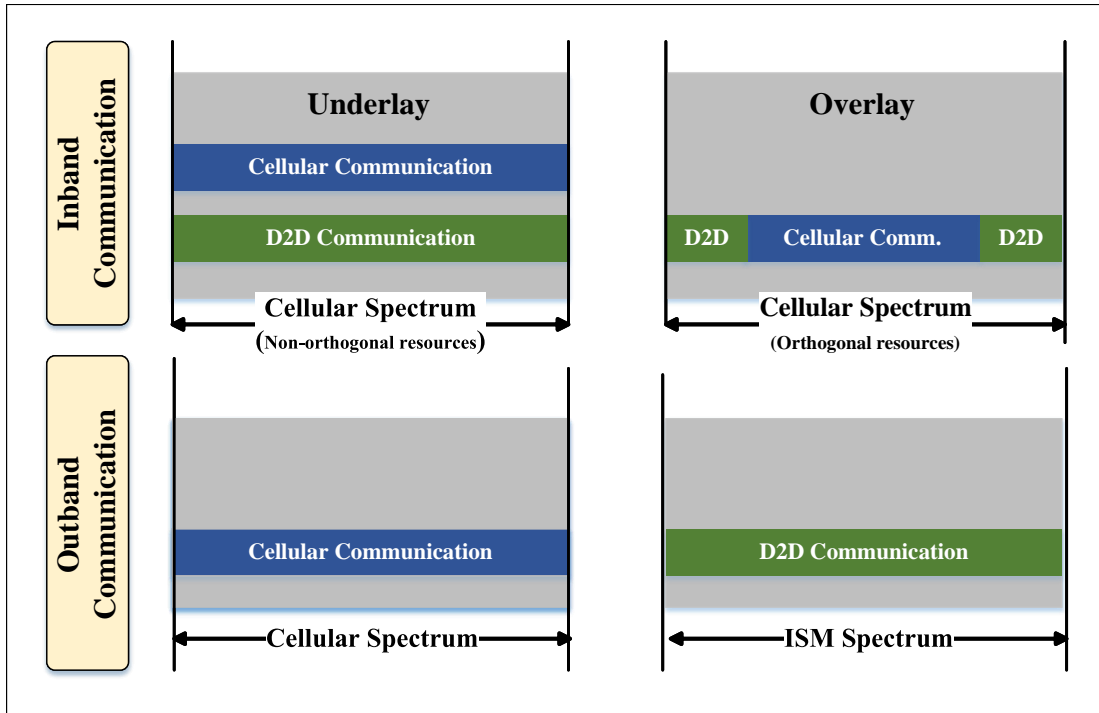 Inband
Communication
Underlay
Cellular Communication
D2D Communication
Cellular Spectrum
(Non-orthogonal resources)
Overlay
D2D
Cellular Comm.
D2D
Cellular Spectrum
(Orthogonal resources)
Outband
Communication
Cellular Communication
Cellular Spectrum
D2D Communication
ISM Spectrum